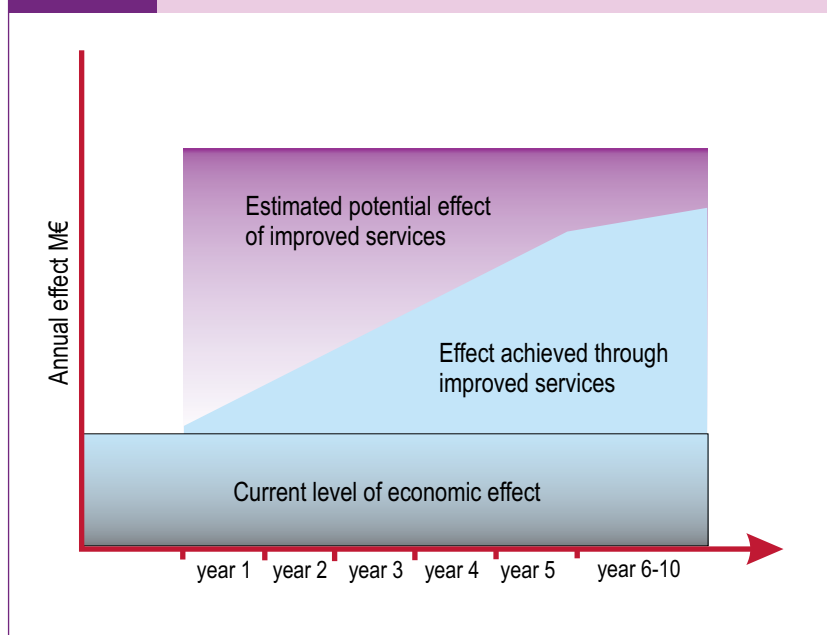 Annual effect M€
Estimated potential effect
of improved services
Effect achieved through
improved services
Current level of economic effect
year 1 year 2 year 3 year 4 year 5 year 6-10